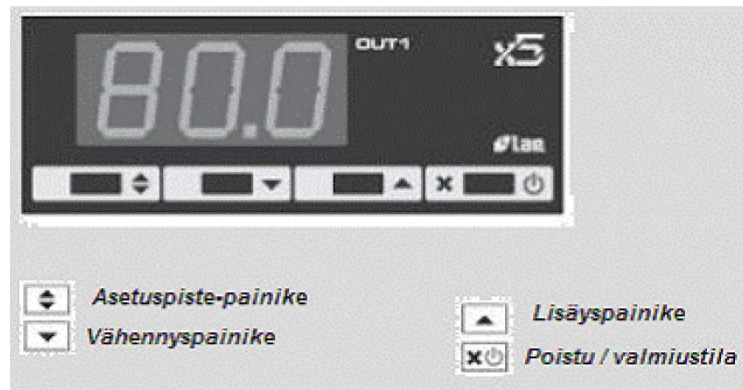 80.0
OUT1
x5
lae
Asetuspiste-painike
Vähennyspainike
Lisäyspainike
Poistu / valmiustila